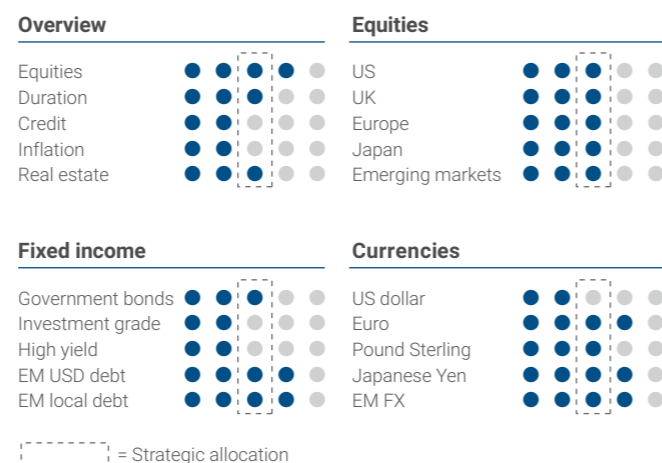 Overview
Equities
Duration
Credit
Inflation
Real estate
Equities
US
UK
Europe
Japan
Emerging markets
Fixed income
Government bonds
Investment grade
High yield
EM USD debt
EM local debt
Currencies
US dollar
Euro
Pound Sterling
Japanese Yen
EM FX
= Strategic allocation